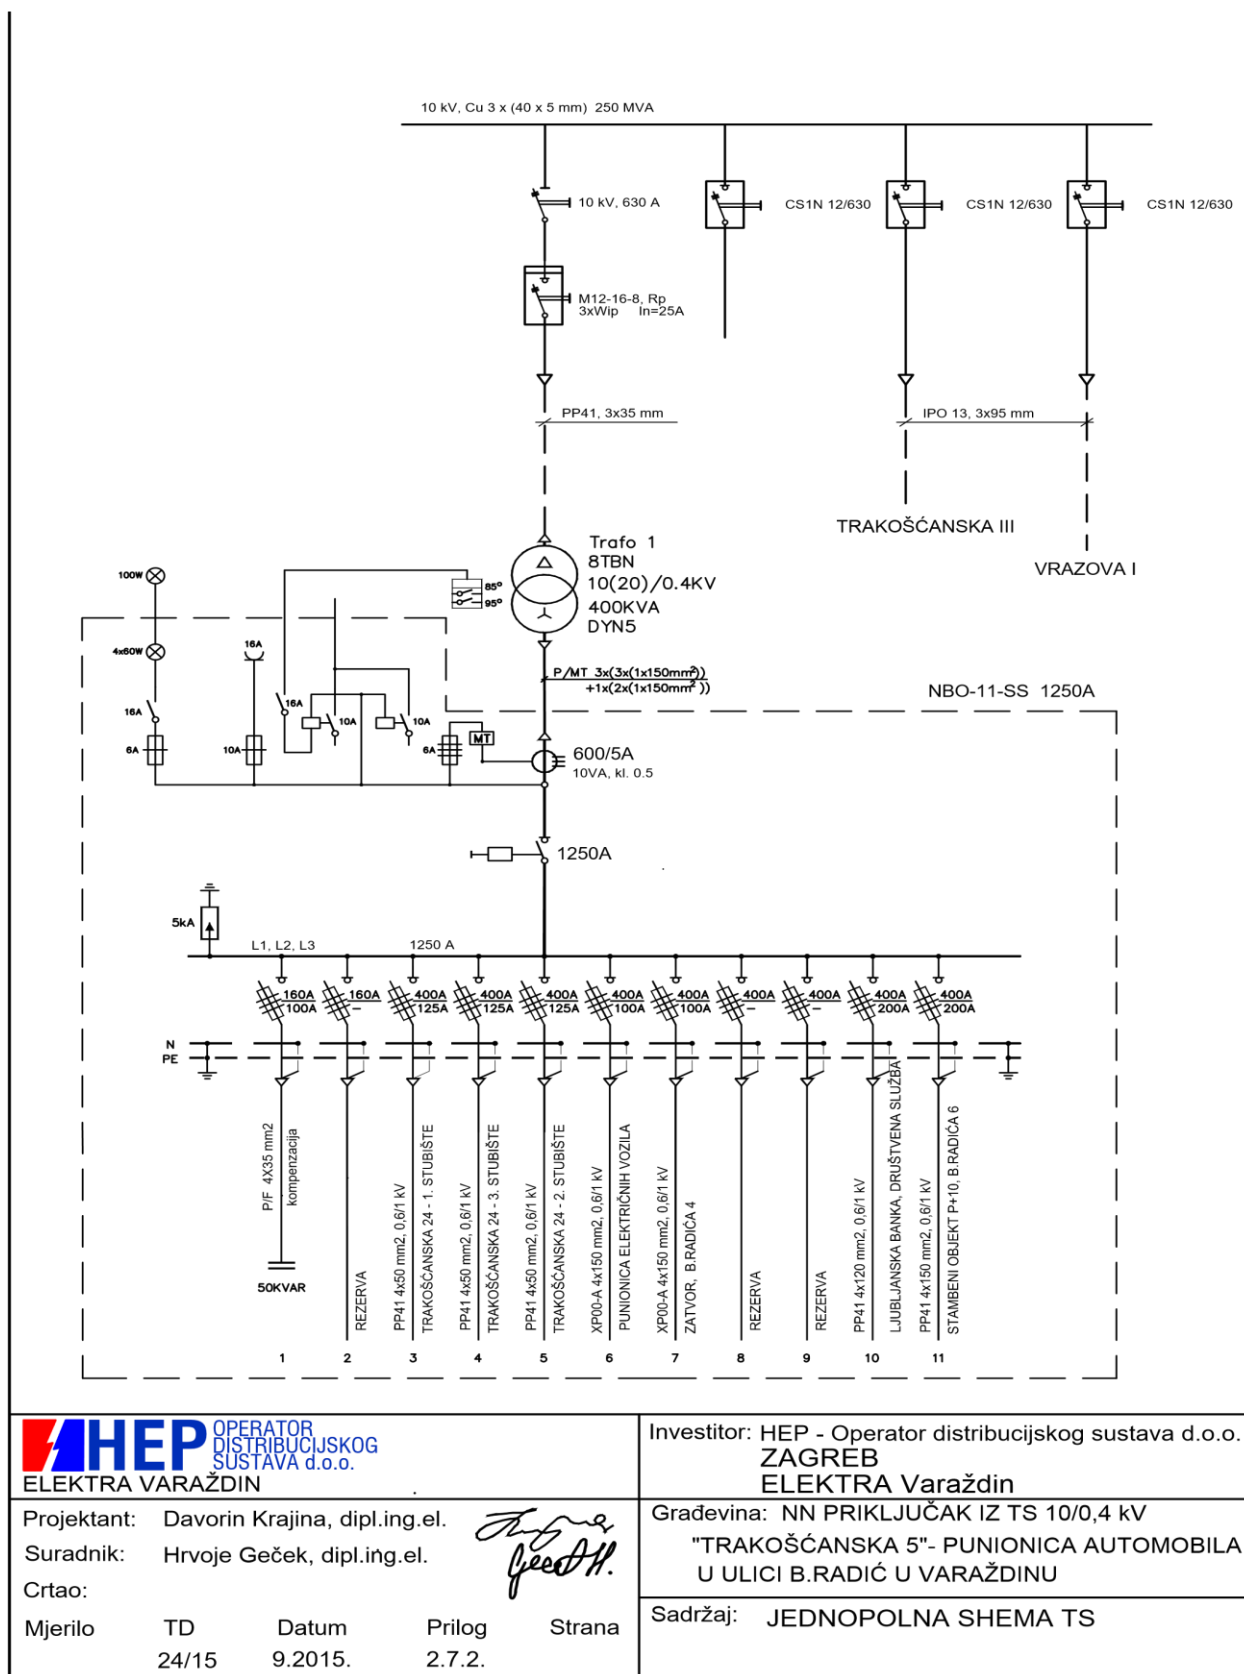 10 kV, Cu 3 x (40 x 5 mm) 250 MVA
10 kV, 630 A
CS1N 12/630
CS1N 12/630
CS1N 12/630
M12-16-8, Rp
3xWip In=25A
PP41, 3x35 mm
IPO 13, 3x95 mm
TRAKOŠĆANSKA III
VRAZOVA I
Trafo 1
8TBN
10(20)/0.4KV
400KVA
DYN5
85°
95°
100W
4x60W
16A
6A
16A
10A
16A
10A
10A
6A
MT
P/MT 3x(3x(1x150mm²))
+1x(2x(1x150mm²))
NBO-11-SS 1250A
600/5A
10VA, kl. 0.5
1250A
5kA
L1, L2, L3
1250 A
160A
100A
160A
–
400A
125A
400A
125A
400A
125A
400A
100A
400A
100A
400A
–
400A
–
400A
200A
400A
200A
N
PE
P/F 4X35 mm2
kompenzacija
50KVAR
REZERVA
PP41 4x50 mm2, 0,6/1 kV
TRAKOŠĆANSKA 24 - 1. STUBIŠTE
PP41 4x50 mm2, 0,6/1 kV
TRAKOŠĆANSKA 24 - 3. STUBIŠTE
PP41 4x50 mm2, 0,6/1 kV
TRAKOŠĆANSKA 24 - 2. STUBIŠTE
XP00-A 4x150 mm2, 0,6/1 kV
PUNIONICA ELEKTRIČNIH VOZILA
XP00-A 4x150 mm2, 0,6/1 kV
ZATVOR, B.RADIĆA 4
REZERVA
REZERVA
PP41 4x120 mm2, 0,6/1 kV
LJUBLJANSKA BANKA, DRUŠTVENA SLUŽBA
PP41 4x150 mm2, 0,6/1 kV
STAMBENI OBJEKT P+10, B.RADIĆA 6
1 2 3 4 5 6 7 8 9 10 11
HEP OPERATOR
DISTRIBUCIJSKOG
SUSTAVA d.o.o.
ELEKTRA VARAŽDIN
Investitor: HEP - Operator distribucijskog sustava d.o.o.
ZAGREB
ELEKTRA Varaždin
Projektant: Davorin Krajina, dipl.ing.el.
Suradnik: Hrvoje Geček, dipl.ing.el.
Crtao:
Mjerilo TD Datum Prilog Strana
24/15 9.2015. 2.7.2.
Građevina: NN PRIKLJUČAK IZ TS 10/0,4 kV
"TRAKOŠĆANSKA 5"- PUNIONICA AUTOMOBILA
U ULICI B.RADIĆ U VARAŽDINU
Sadržaj: JEDNOPOLNA SHEMA TS